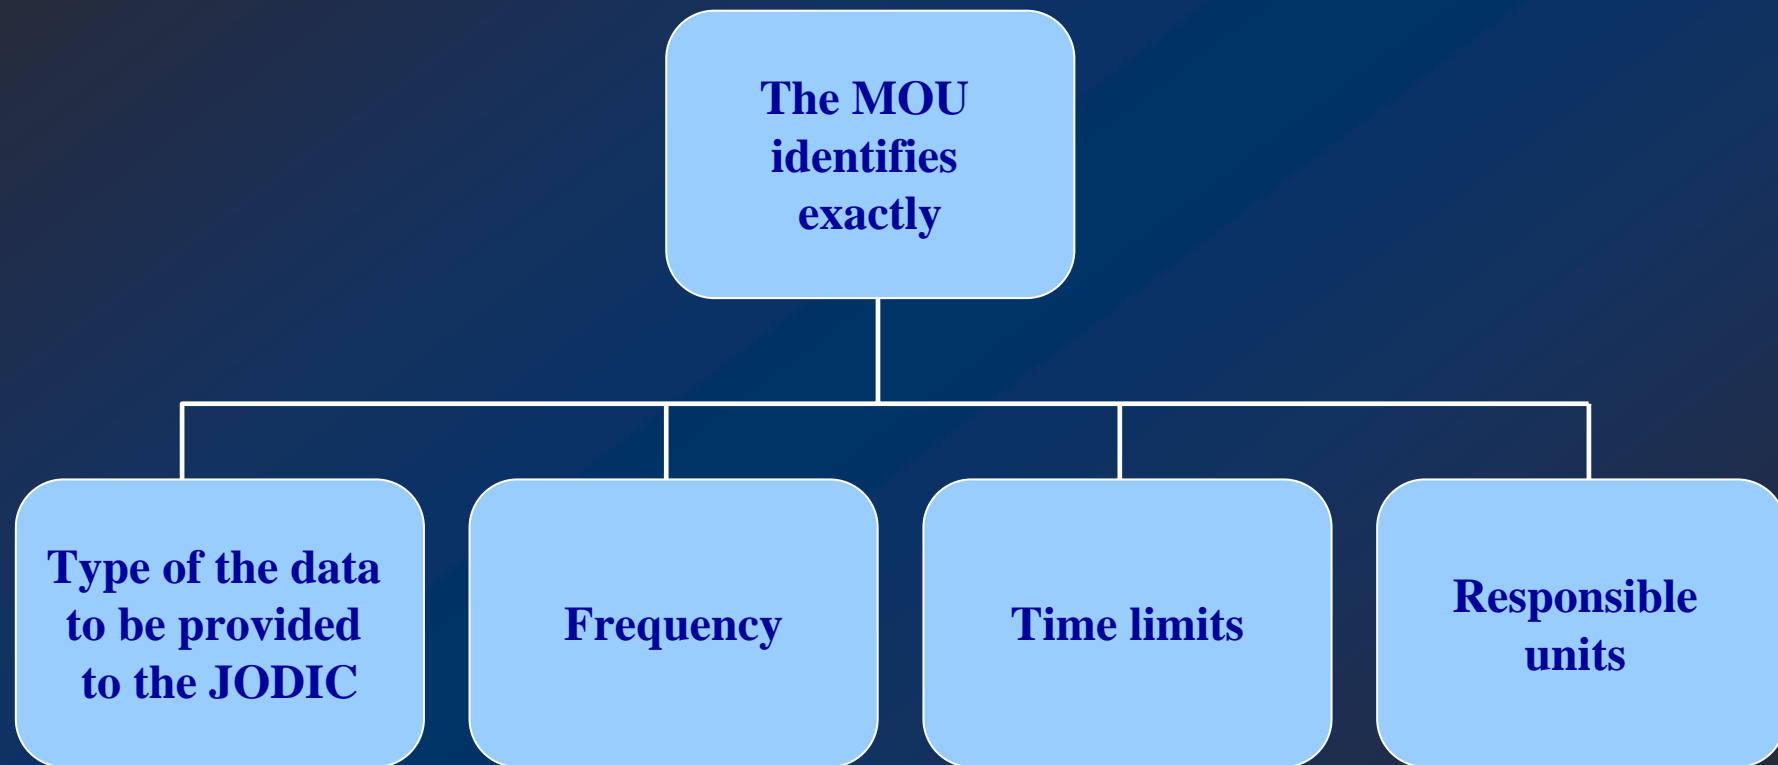 The MOU
identifies
exactly
Type of the data
to be provided
to the JODIC
Frequency
Time limits
Responsible
units